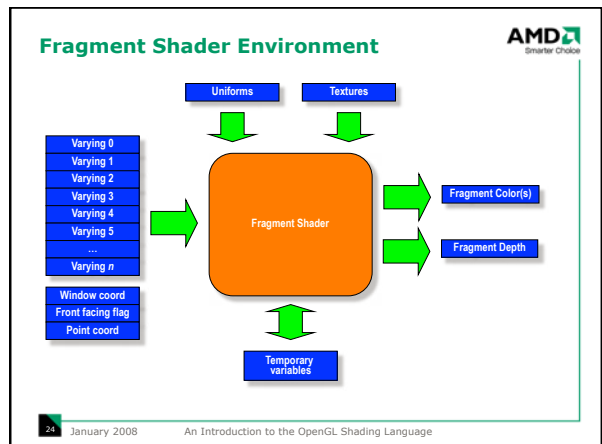 Fragment Shader Environment
AMD
Smarter Choice
Uniforms
Textures
Varying 0
Varying 1
Varying 2
Varying 3
Varying 4
Varying 5
...
Varying n
Window coord
Front facing flag
Point coord
Fragment Shader
Fragment Color(s)
Fragment Depth
Temporary
variables
24
January 2008
An Introduction to the OpenGL Shading Language